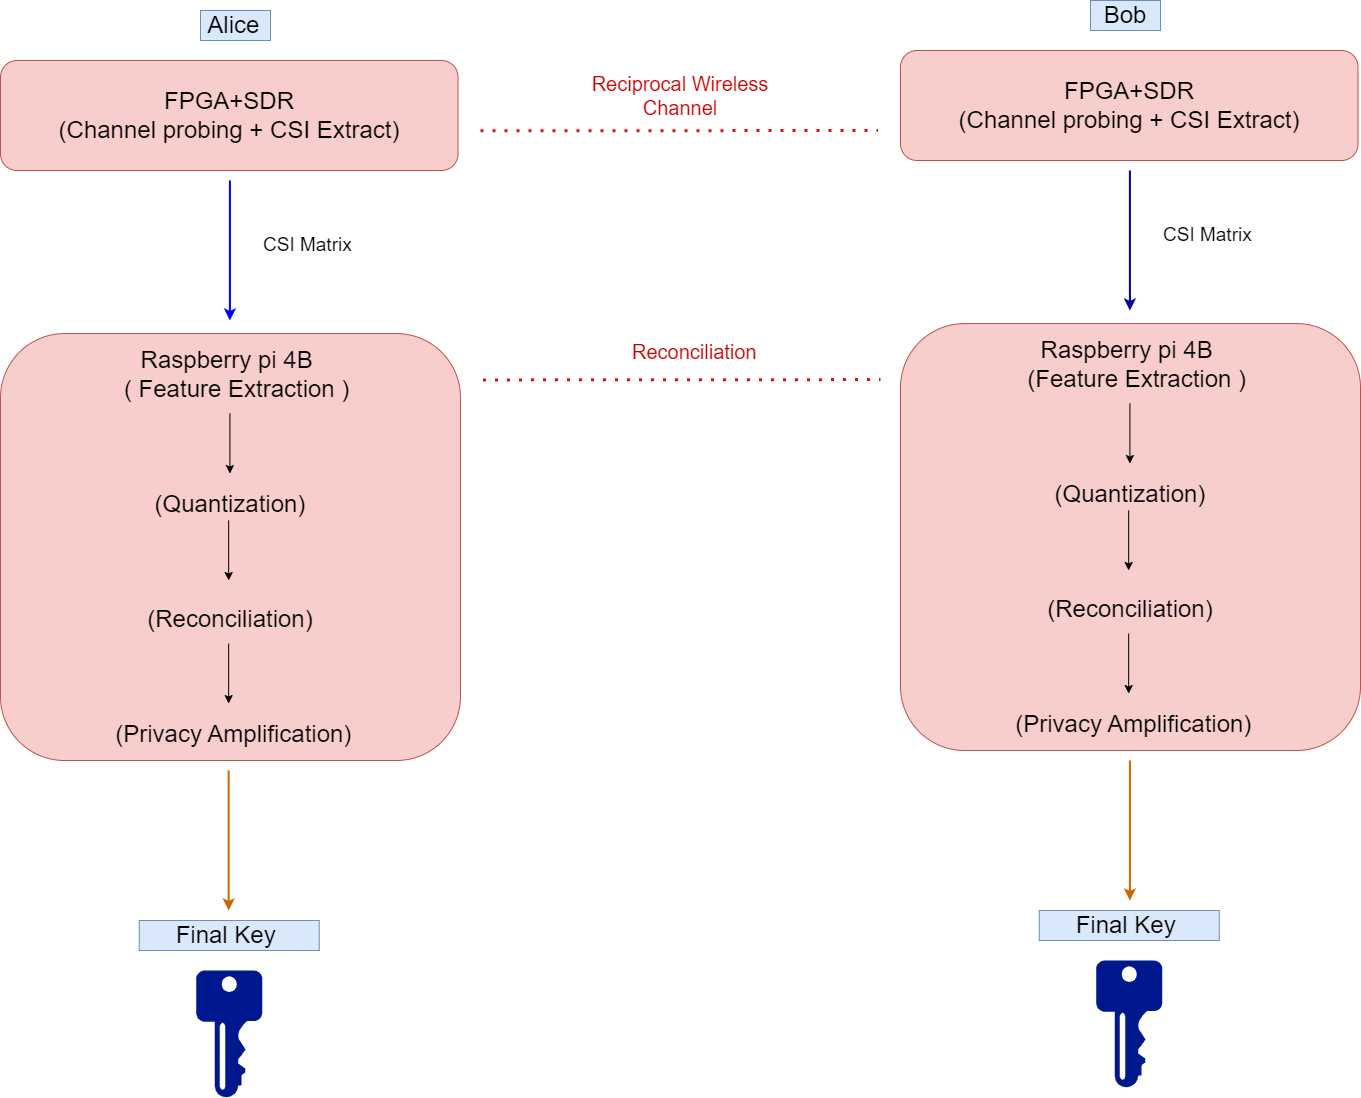 Alice
FPGA+SDR
(Channel probing + CSI Extract)
CSI Matrix
Raspberry pi 4B
( Feature Extraction )
(Quantization)
(Reconciliation)
(Privacy Amplification)
Final Key
Reciprocal Wireless
Channel
Reconciliation
Bob
FPGA+SDR
(Channel probing + CSI Extract)
CSI Matrix
Raspberry pi 4B
(Feature Extraction )
(Quantization)
(Reconciliation)
(Privacy Amplification)
Final Key